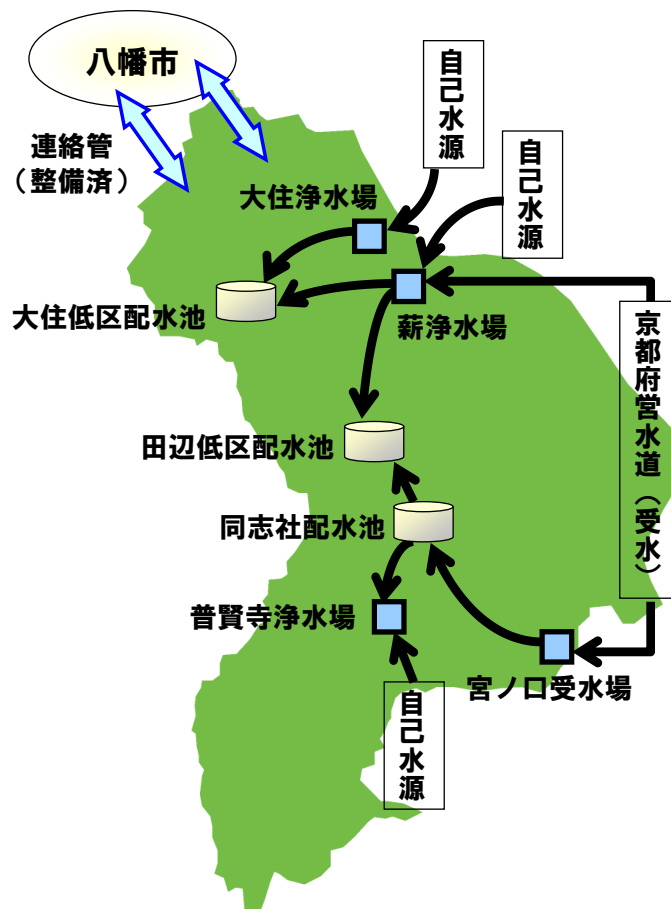 八幡市
連絡管
（整備済）
自己水源
自己水源
大住浄水場
大住低区配水池
薪浄水場
京都府営水道（受水）
田辺低区配水池
同志社配水池
普賢寺浄水場
宮ノ口受水場
自己水源